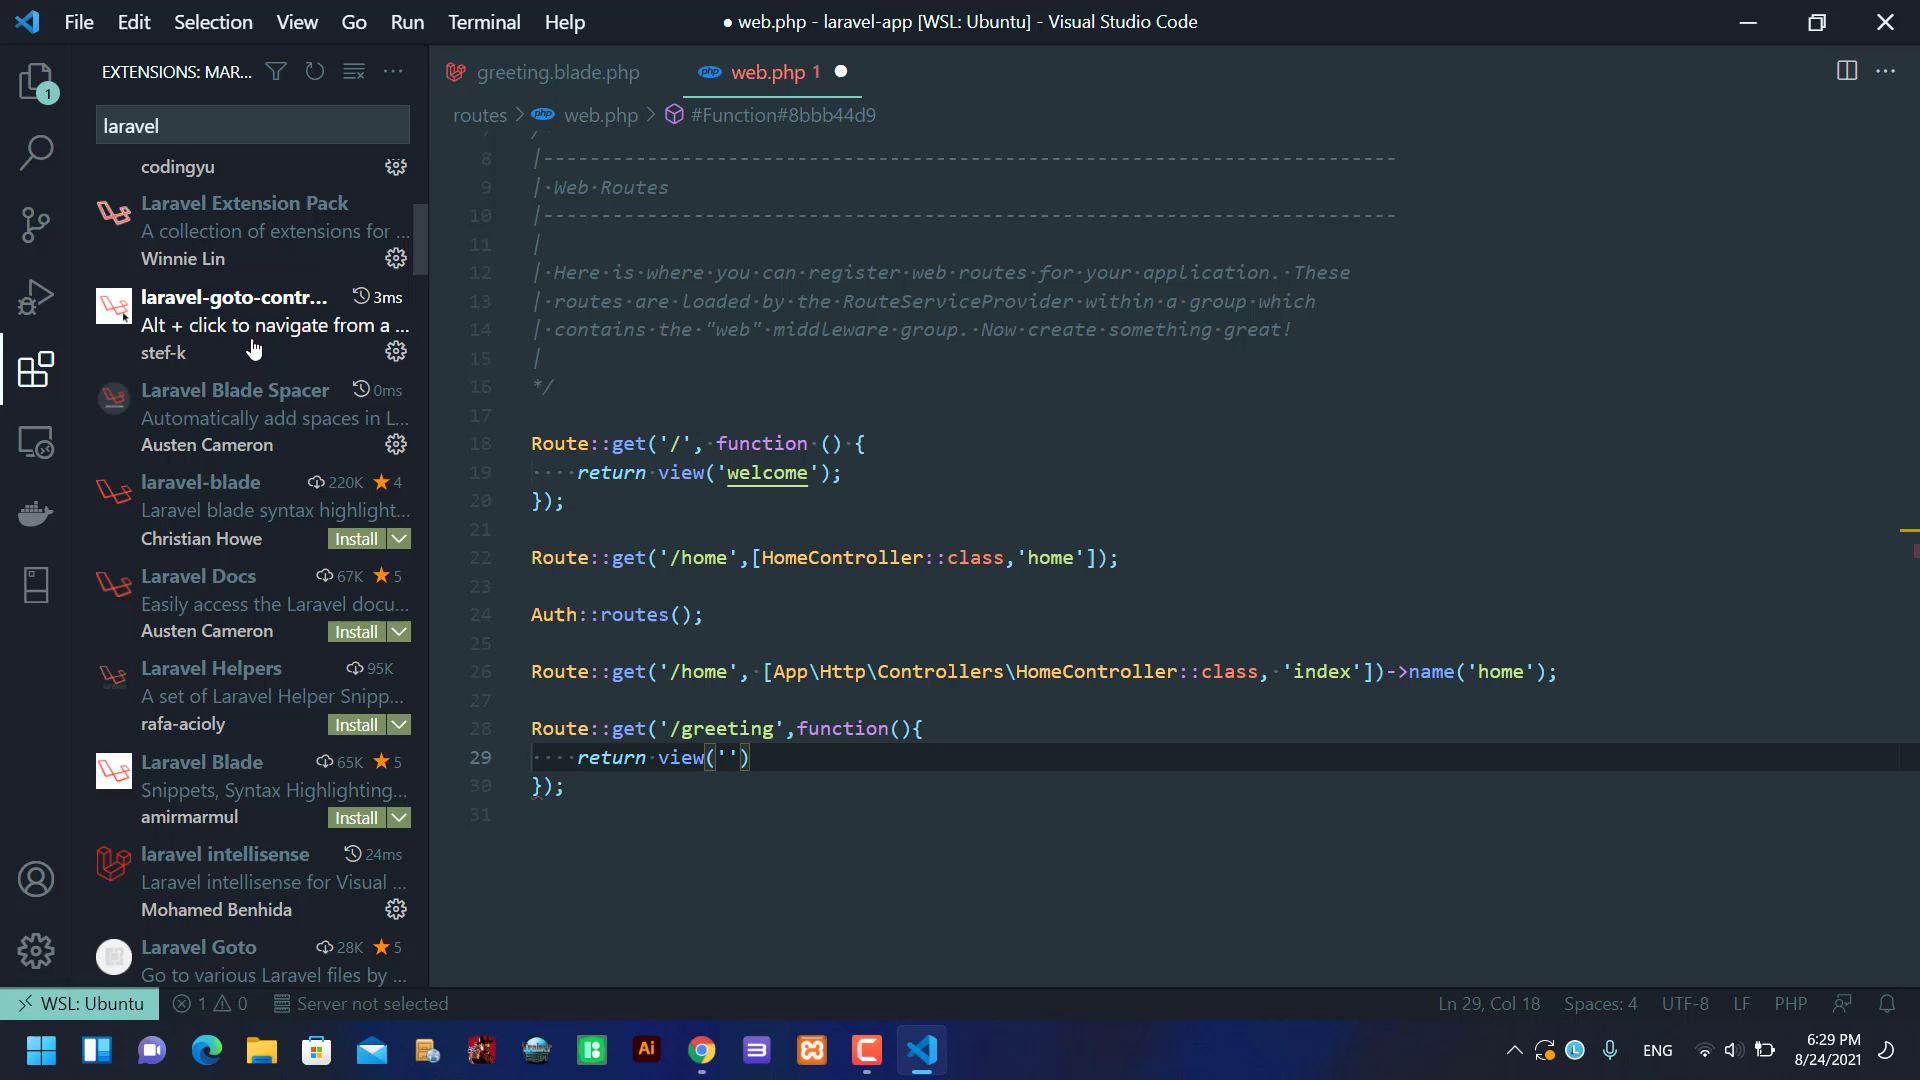 File Edit Selection View Go Run Terminal Help
● web.php - laravel-app [WSL: Ubuntu] - Visual Studio Code
1
EXTENSIONS: MAR...
laravel
codingyu
Laravel Extension Pack
A collection of extensions for ...
Winnie Lin
laravel-goto-contr... 3ms
Alt + click to navigate from a ...
stef-k
Laravel Blade Spacer 0ms
Automatically add spaces in L...
Austen Cameron
laravel-blade 220K ★ 4
Laravel blade syntax highlight...
Christian Howe Install
Laravel Docs 67K ★ 5
Easily access the Laravel docu...
Austen Cameron Install
Laravel Helpers 95K
A set of Laravel Helper Snipp...
rafa-acioly Install
Laravel Blade 65K ★ 5
Snippets, Syntax Highlighting...
amirmarmul Install
laravel intellisense 24ms
Laravel intellisense for Visual ...
Mohamed Benhida
Laravel Goto 28K ★ 5
Go to various Laravel files by ...
greeting.blade.php
php web.php 1 ●
routes > php web.php > #Function#8bbb44d9
7 /*
8 |--------------------------------------------------------------------------
9 |·Web·Routes
10 |--------------------------------------------------------------------------
11 |
12 |·Here·is·where·you·can·register·web·routes·for·your·application.·These
13 |·routes·are·loaded·by·the·RouteServiceProvider·within·a·group·which
14 |·contains·the·"web"·middleware·group.·Now·create·something·great!
15 |
16 */
17
18 Route::get('/',·function·()·{
19 ····return·view('welcome');
20 });
21
22 Route::get('/home',[HomeController::class,'home']);
23
24 Auth::routes();
25
26 Route::get('/home',·[App\Http\Controllers\HomeController::class,·'index'])->name('home');
27
28 Route::get('/greeting',function(){
29 ····return·view('')
30 });
31
WSL: Ubuntu 1 0 Server not selected
Ln 29, Col 18 Spaces: 4 UTF-8 LF PHP
Ai
L
ENG
6:29 PM
8/24/2021